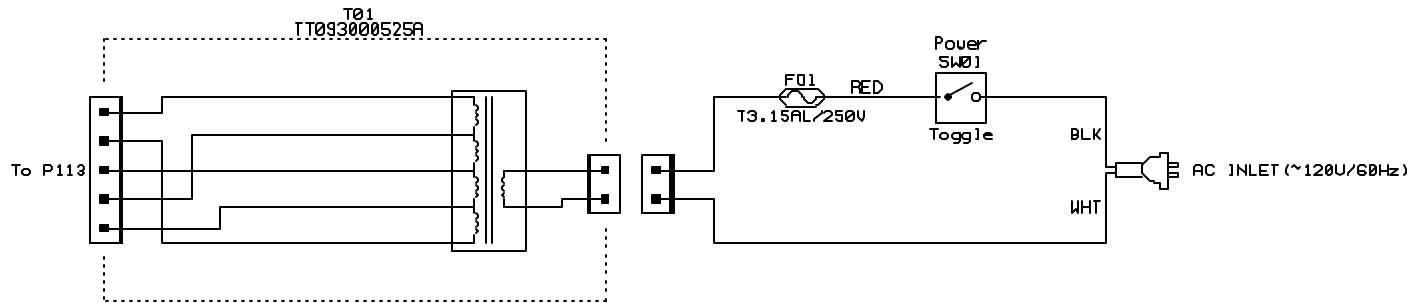 T01
TT093000525A
Power
SW01
F01
RED
T3.15AL/250V
Toggle
BLK
To P113
AC INLET(~120V/60Hz)
WHT